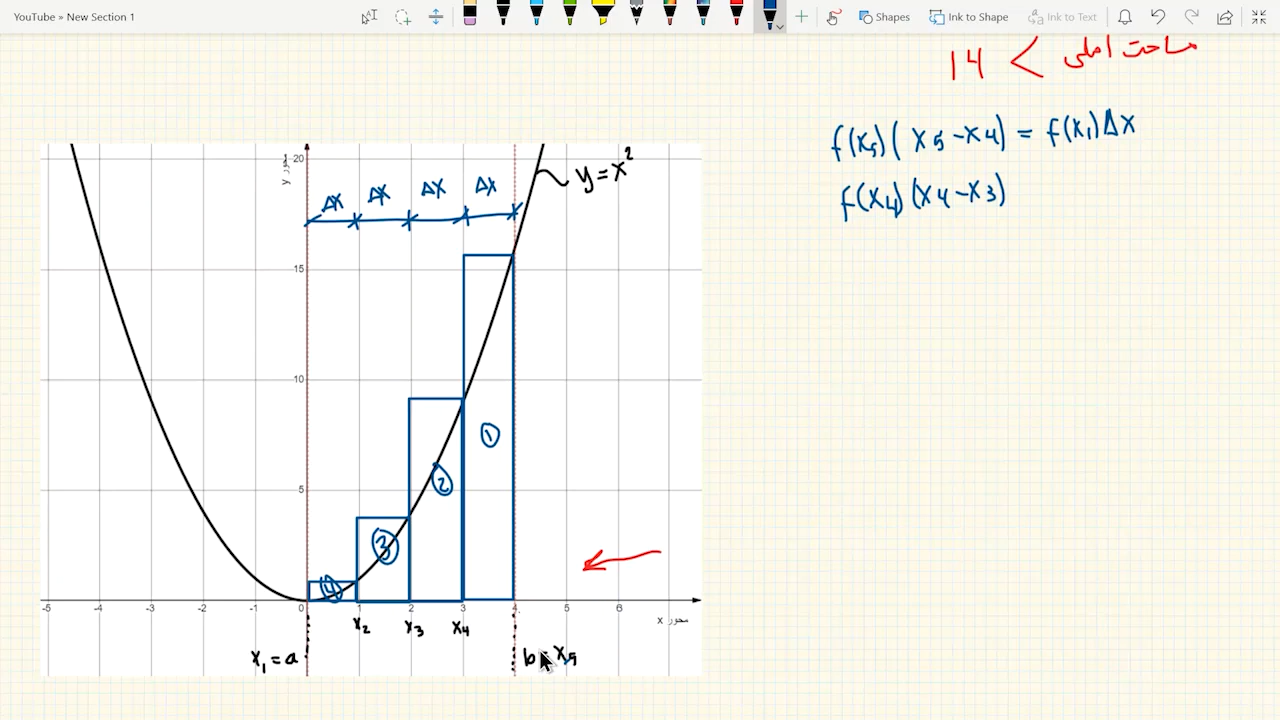 YouTube » New Section 1
Shapes
Ink to Shape
Ink to Text
14 < مساحت اصلی
f(x5)(x5-x4) = f(x1)Δx
f(x4)(x4-x3)
محور y
20
15
10
5
Δx Δx Δx Δx
y=x²
1
2
3
4
-5 -4 -3 -2 -1 0 1 2 3 4 5 6
محور x
x2 x3 x4
x1 = a
b = x5